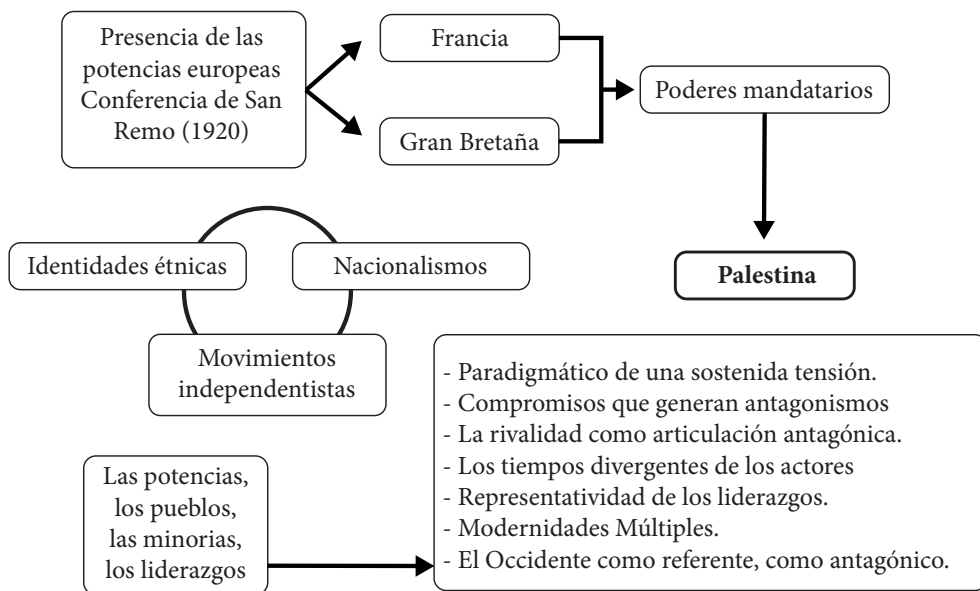 Presencia de las
potencias europeas
Conferencia de San
Remo (1920)
Francia
Gran Bretaña
Poderes mandatarios
Palestina
Identidades étnicas
Nacionalismos
Movimientos
independentistas
Las potencias,
los pueblos,
las minorias,
los liderazgos
- Paradigmático de una sostenida tensión.
- Compromisos que generan antagonismos
- La rivalidad como articulación antagónica.
- Los tiempos divergentes de los actores
- Representatividad de los liderazgos.
- Modernidades Múltiples.
- El Occidente como referente, como antagónico.